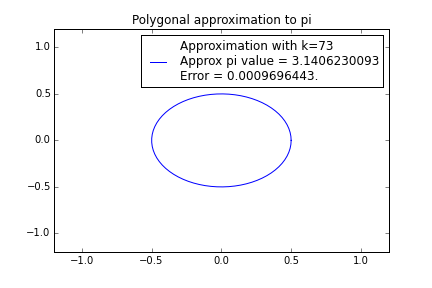 Polygonal approximation to pi
Approximation with k=73
Approx pi value = 3.1406230093
Error = 0.0009696443.
1.0
0.5
0.0
−0.5
−1.0
−1.0 −0.5 0.0 0.5 1.0